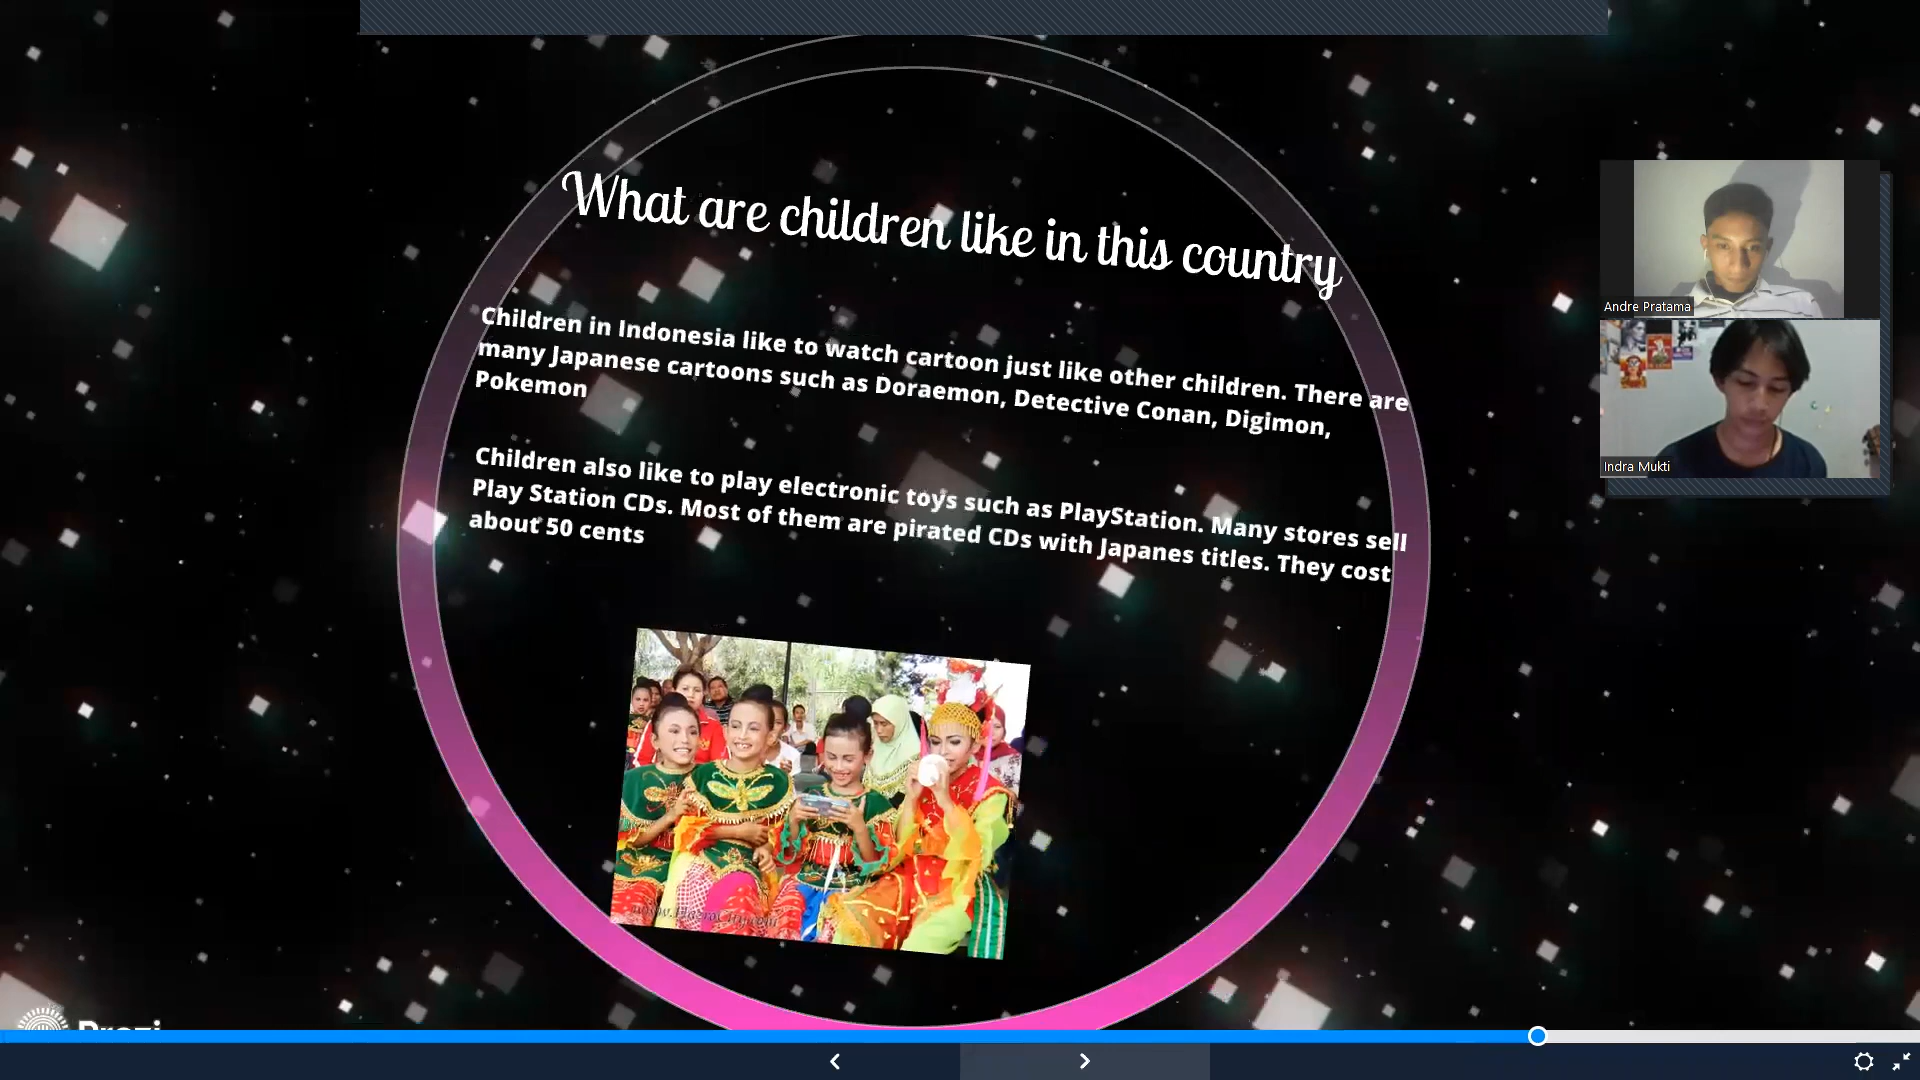 What are children like in this country
Children in Indonesia like to watch cartoon just like other children. There are
many Japanese cartoons such as Doraemon, Detective Conan, Digimon,
Pokemon
Children also like to play electronic toys such as PlayStation. Many stores sell
Play Station CDs. Most of them are pirated CDs with Japanes titles. They cost
about 50 cents
Andre Pratama
Indra Mukti
Prezi